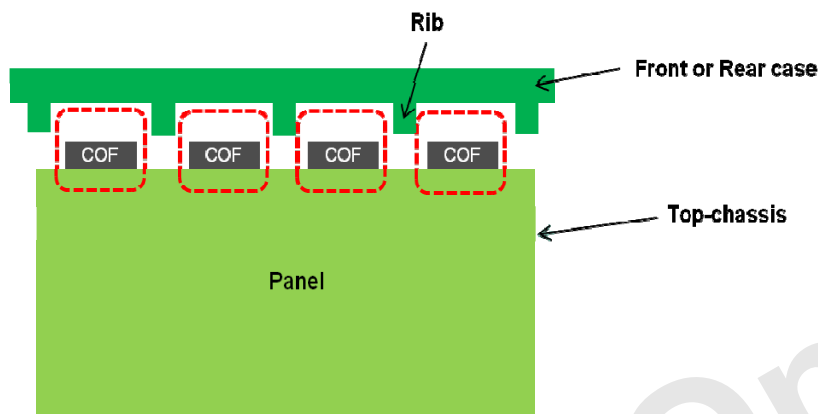 Rib
Front or Rear case
COF COF COF COF
Top-chassis
Panel